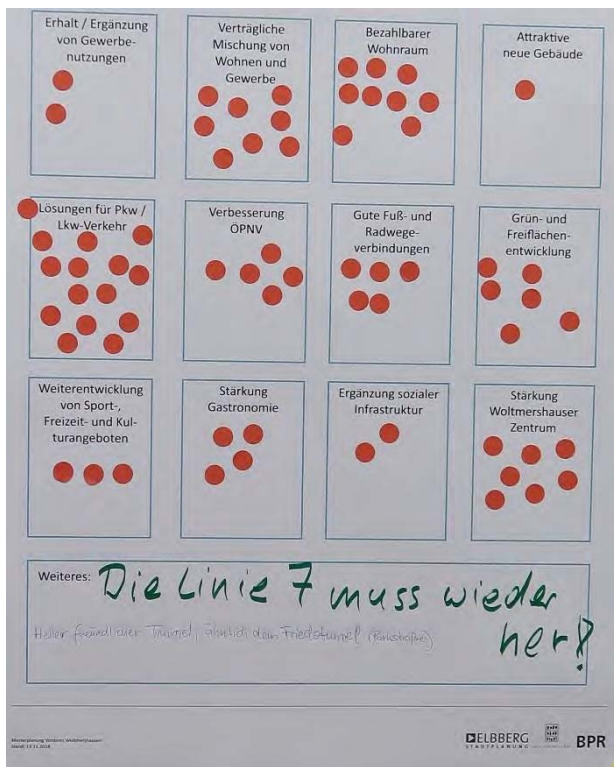 Erhalt / Ergänzung
von Gewerbe-
nutzungen
Verträgliche
Mischung von
Wohnen und
Gewerbe
Bezahlbarer
Wohnraum
Attraktive
neue Gebäude
Lösungen für Pkw /
Lkw-Verkehr
Verbesserung
ÖPNV
Gute Fuß- und
Radwege-
verbindungen
Grün- und
Freiflächen-
entwicklung
Weiterentwicklung
von Sport-,
Freizeit- und Kul-
turangeboten
Stärkung
Gastronomie
Ergänzung sozialer
Infrastruktur
Stärkung
Woltmershauser
Zentrum
Weiteres: Die Linie 7 muss wieder
her!
Heller freundlicher Tunnel, ähnlich dem
ELBBERG
STADTPLANUNG
BPR